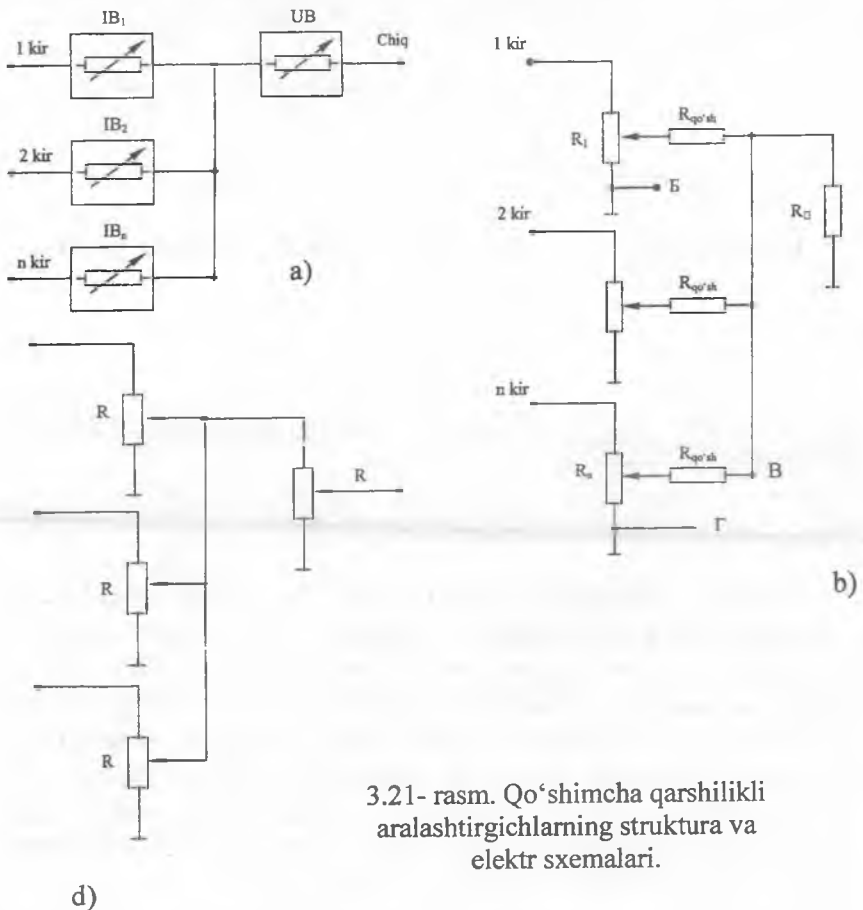 IB₁
UB
1 kir
Chiq
IB₂
2 kir
IBₙ
n kir
a)
1 kir
R₁
Rqo‘sh
Б
2 kir
Rqo‘sh
R
n kir
Rₙ
Rqo‘sh
В
Г
b)
R
R
R
R
d)
3.21- rasm. Qo‘shimcha qarshilikli
aralashtirgichlarning struktura va
elektr sxemalari.